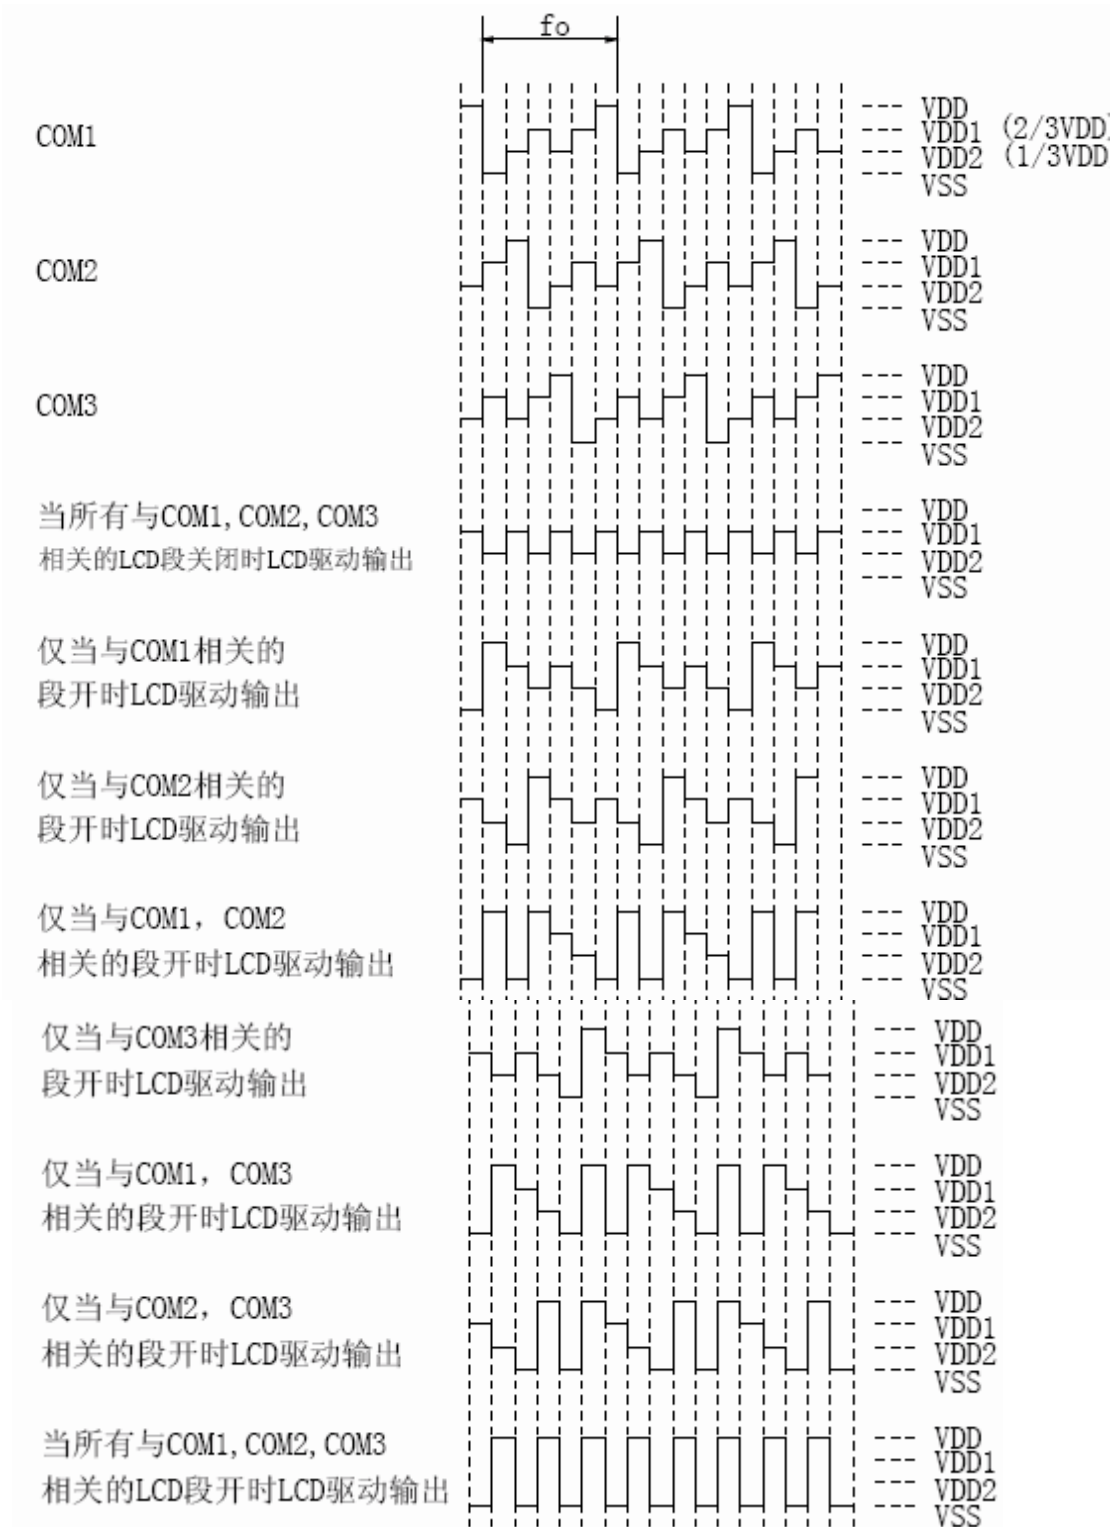 fo
COM1
--- VDD
--- VDD1 (2/3VDD)
--- VDD2 (1/3VDD
--- VSS
COM2
--- VDD
--- VDD1
--- VDD2
--- VSS
COM3
--- VDD
--- VDD1
--- VDD2
--- VSS
当所有与COM1,COM2,COM3
相关的LCD段关闭时LCD驱动输出
--- VDD
--- VDD1
--- VDD2
--- VSS
仅当与COM1相关的
段开时LCD驱动输出
--- VDD
--- VDD1
--- VDD2
--- VSS
仅当与COM2相关的
段开时LCD驱动输出
--- VDD
--- VDD1
--- VDD2
--- VSS
仅当与COM1，COM2
相关的段开时LCD驱动输出
--- VDD
--- VDD1
--- VDD2
--- VSS
仅当与COM3相关的
段开时LCD驱动输出
--- VDD
--- VDD1
--- VDD2
--- VSS
仅当与COM1，COM3
相关的段开时LCD驱动输出
--- VDD
--- VDD1
--- VDD2
--- VSS
仅当与COM2，COM3
相关的段开时LCD驱动输出
--- VDD
--- VDD1
--- VDD2
--- VSS
当所有与COM1,COM2,COM3
相关的LCD段开时LCD驱动输出
--- VDD
--- VDD1
--- VDD2
--- VSS